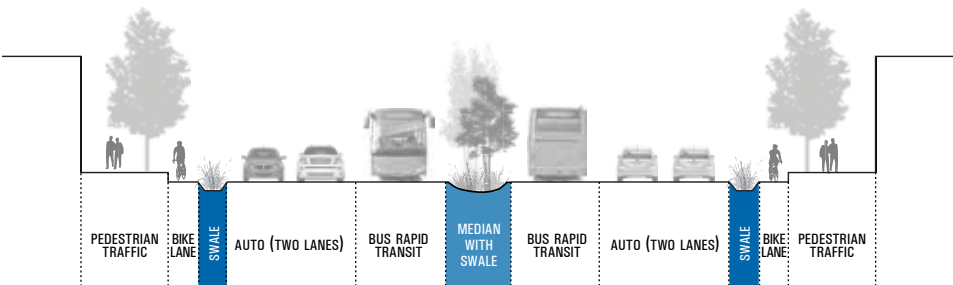 PEDESTRIAN
TRAFFIC
BIKE
LANE
SWALE
AUTO (TWO LANES)
BUS RAPID
TRANSIT
MEDIAN
WITH
SWALE
BUS RAPID
TRANSIT
AUTO (TWO LANES)
SWALE
BIKE
LANE
PEDESTRIAN
TRAFFIC